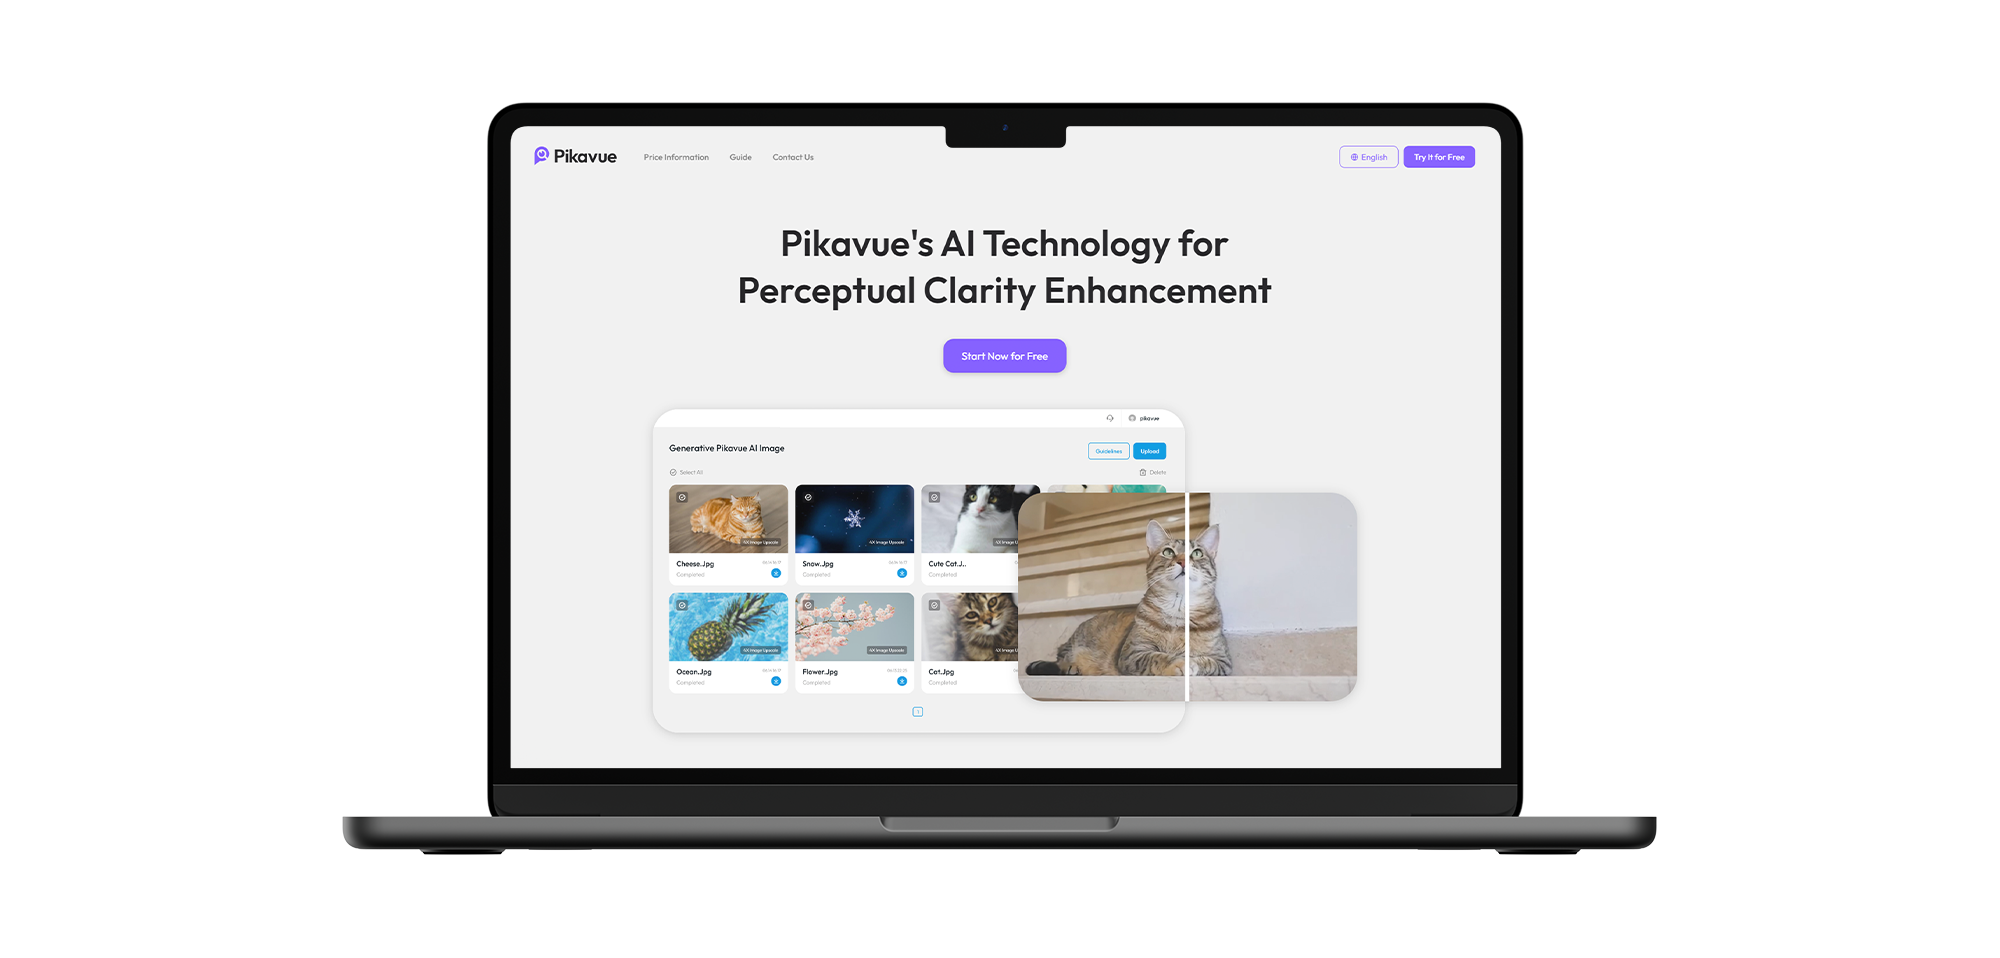 Pikavue
Price Information
Guide
Contact Us
English
Try It for Free
Pikavue's AI Technology for
Perceptual Clarity Enhancement
Start Now for Free
pikavue
Generative Pikavue AI Image
Guidelines
Upload
Select All
Delete
4X Image Upscale
4X Image Upscale
4X Image U
Cheese.Jpg
Completed
Snow.Jpg
Completed
Cute Cat.J..
Completed
4X Image Upscale
4X Image Upscale
4X Image U
Ocean.Jpg
Completed
Flower.Jpg
Completed
Cat.Jpg
Completed
1